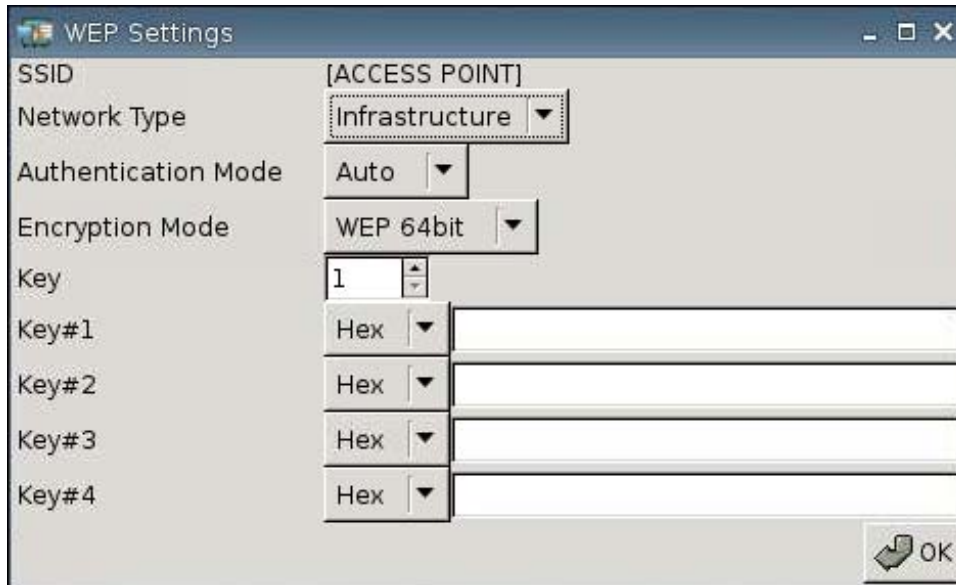 WEP Settings
SSID [ACCESS POINT]
Network Type Infrastructure
Authentication Mode Auto
Encryption Mode WEP 64bit
Key 1
Key#1 Hex
Key#2 Hex
Key#3 Hex
Key#4 Hex
OK